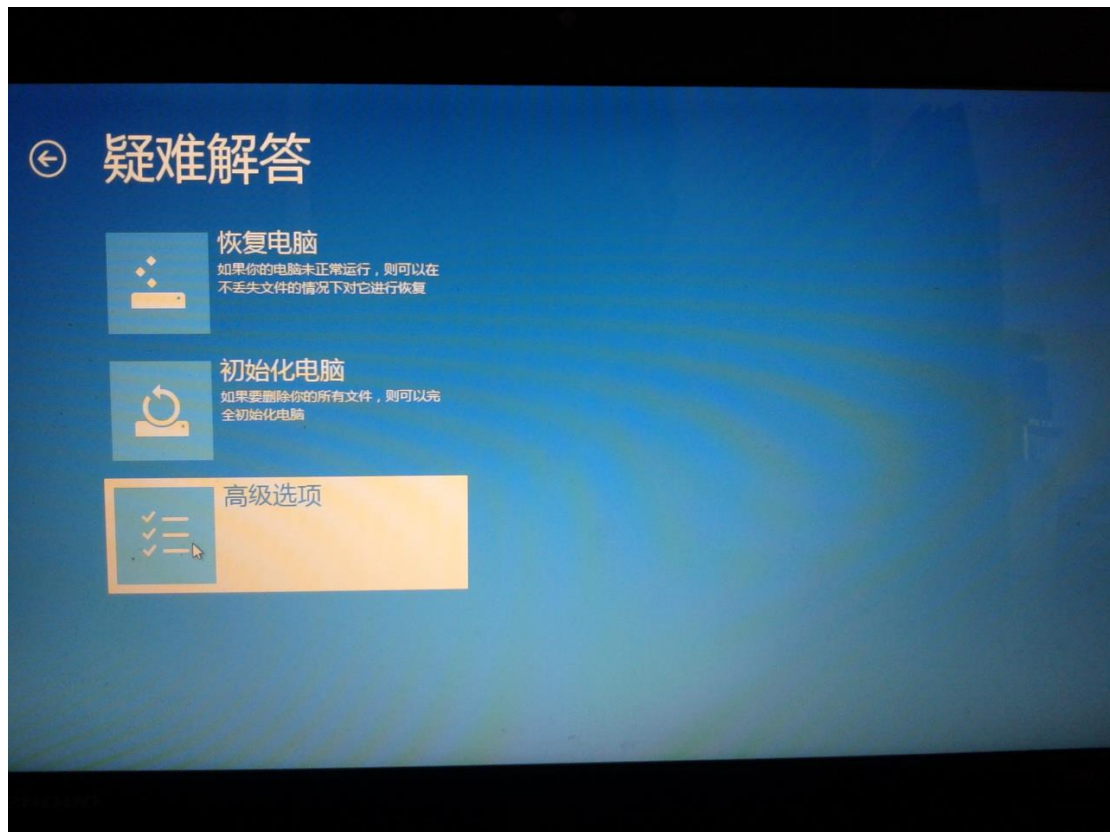 疑难解答
恢复电脑
如果你的电脑未正常运行，则可以在
不丢失文件的情况下对它进行恢复
初始化电脑
如果要删除你的所有文件，则可以完
全初始化电脑
高级选项